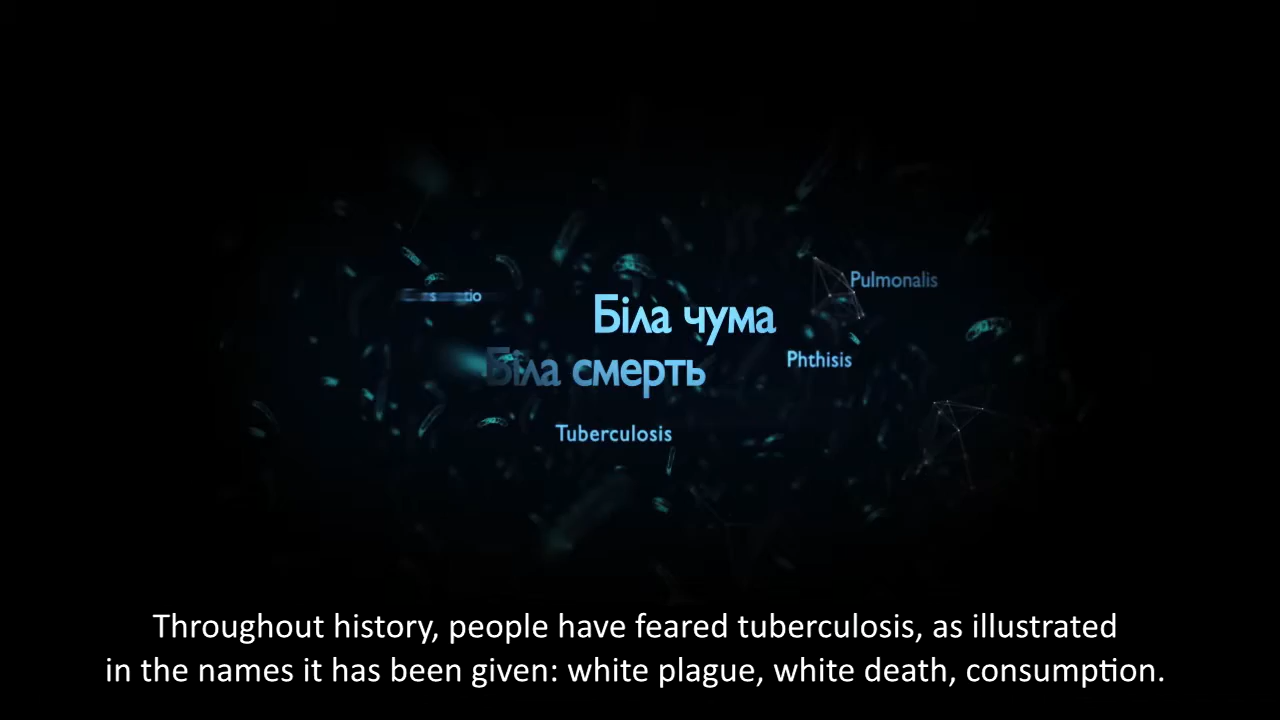 Pulmonalis
Біла чума
Phthisis
Біла смерть
Tuberculosis
Throughout history, people have feared tuberculosis, as illustrated
in the names it has been given: white plague, white death, consumption.